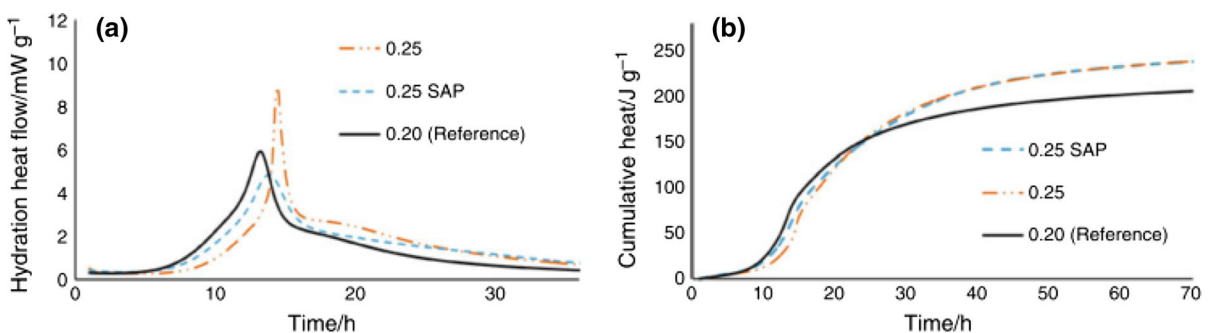 (a)
Hydration heat flow/mW g⁻¹
12
10
8
6
4
2
0
0.25
0.25 SAP
0.20 (Reference)
0
10
20
30
Time/h
(b)
Cumulative heat/J g⁻¹
250
200
150
100
50
0
0.25 SAP
0.25
0.20 (Reference)
0
10
20
30
40
50
60
70
Time/h